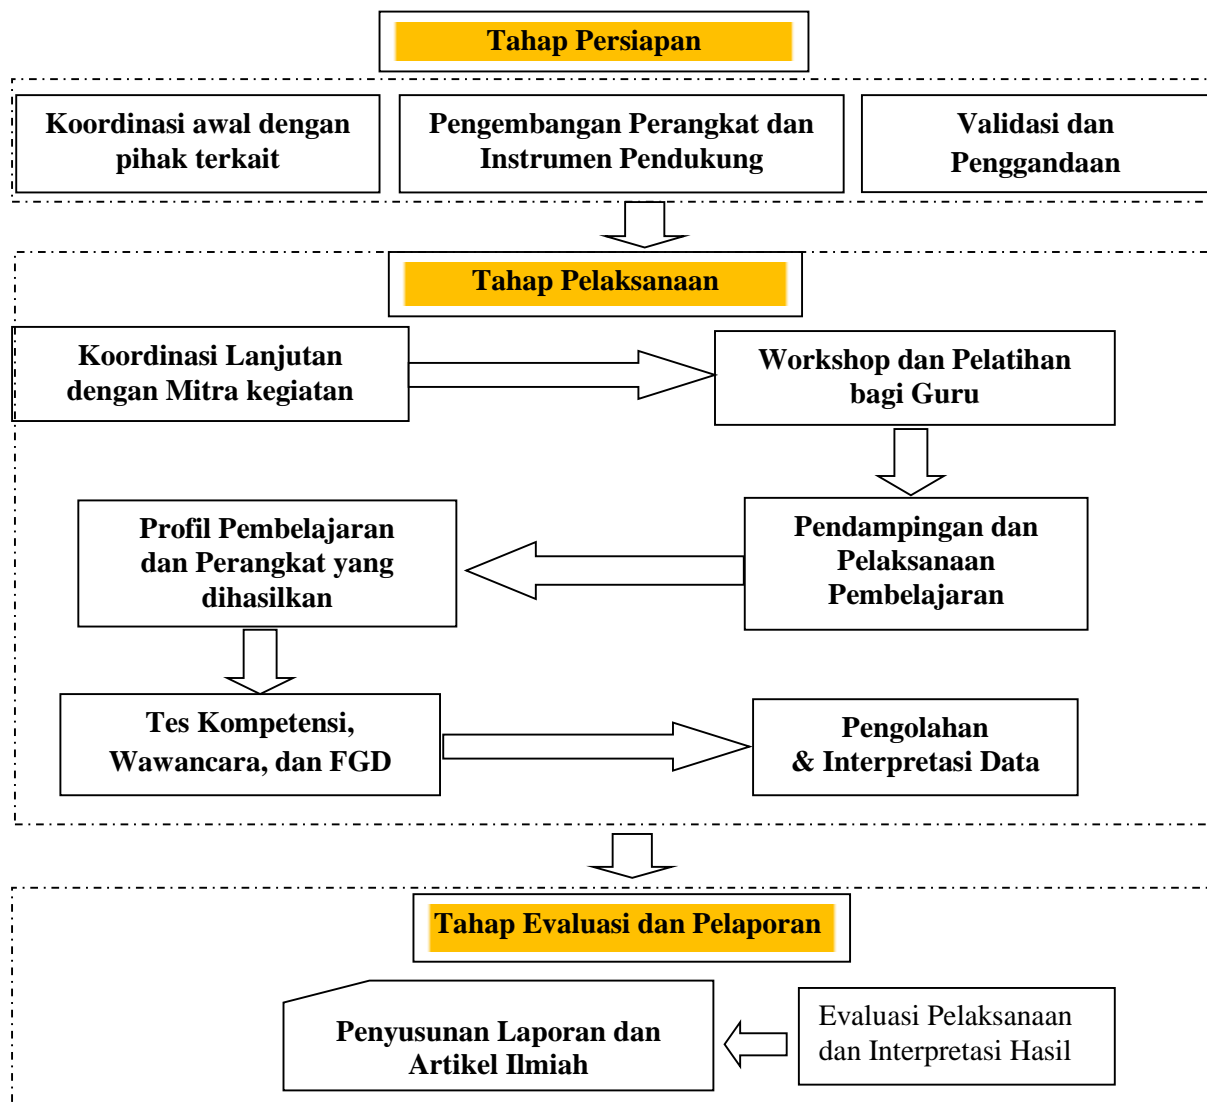 Tahap Persiapan
Koordinasi awal dengan
pihak terkait
Pengembangan Perangkat dan
Instrumen Pendukung
Validasi dan
Penggandaan
Tahap Pelaksanaan
Koordinasi Lanjutan
dengan Mitra kegiatan
Workshop dan Pelatihan
bagi Guru
Pendampingan dan
Pelaksanaan
Pembelajaran
Profil Pembelajaran
dan Perangkat yang
dihasilkan
Tes Kompetensi,
Wawancara, dan FGD
Pengolahan
& Interpretasi Data
Tahap Evaluasi dan Pelaporan
Evaluasi Pelaksanaan
dan Interpretasi Hasil
Penyusunan Laporan dan
Artikel Ilmiah